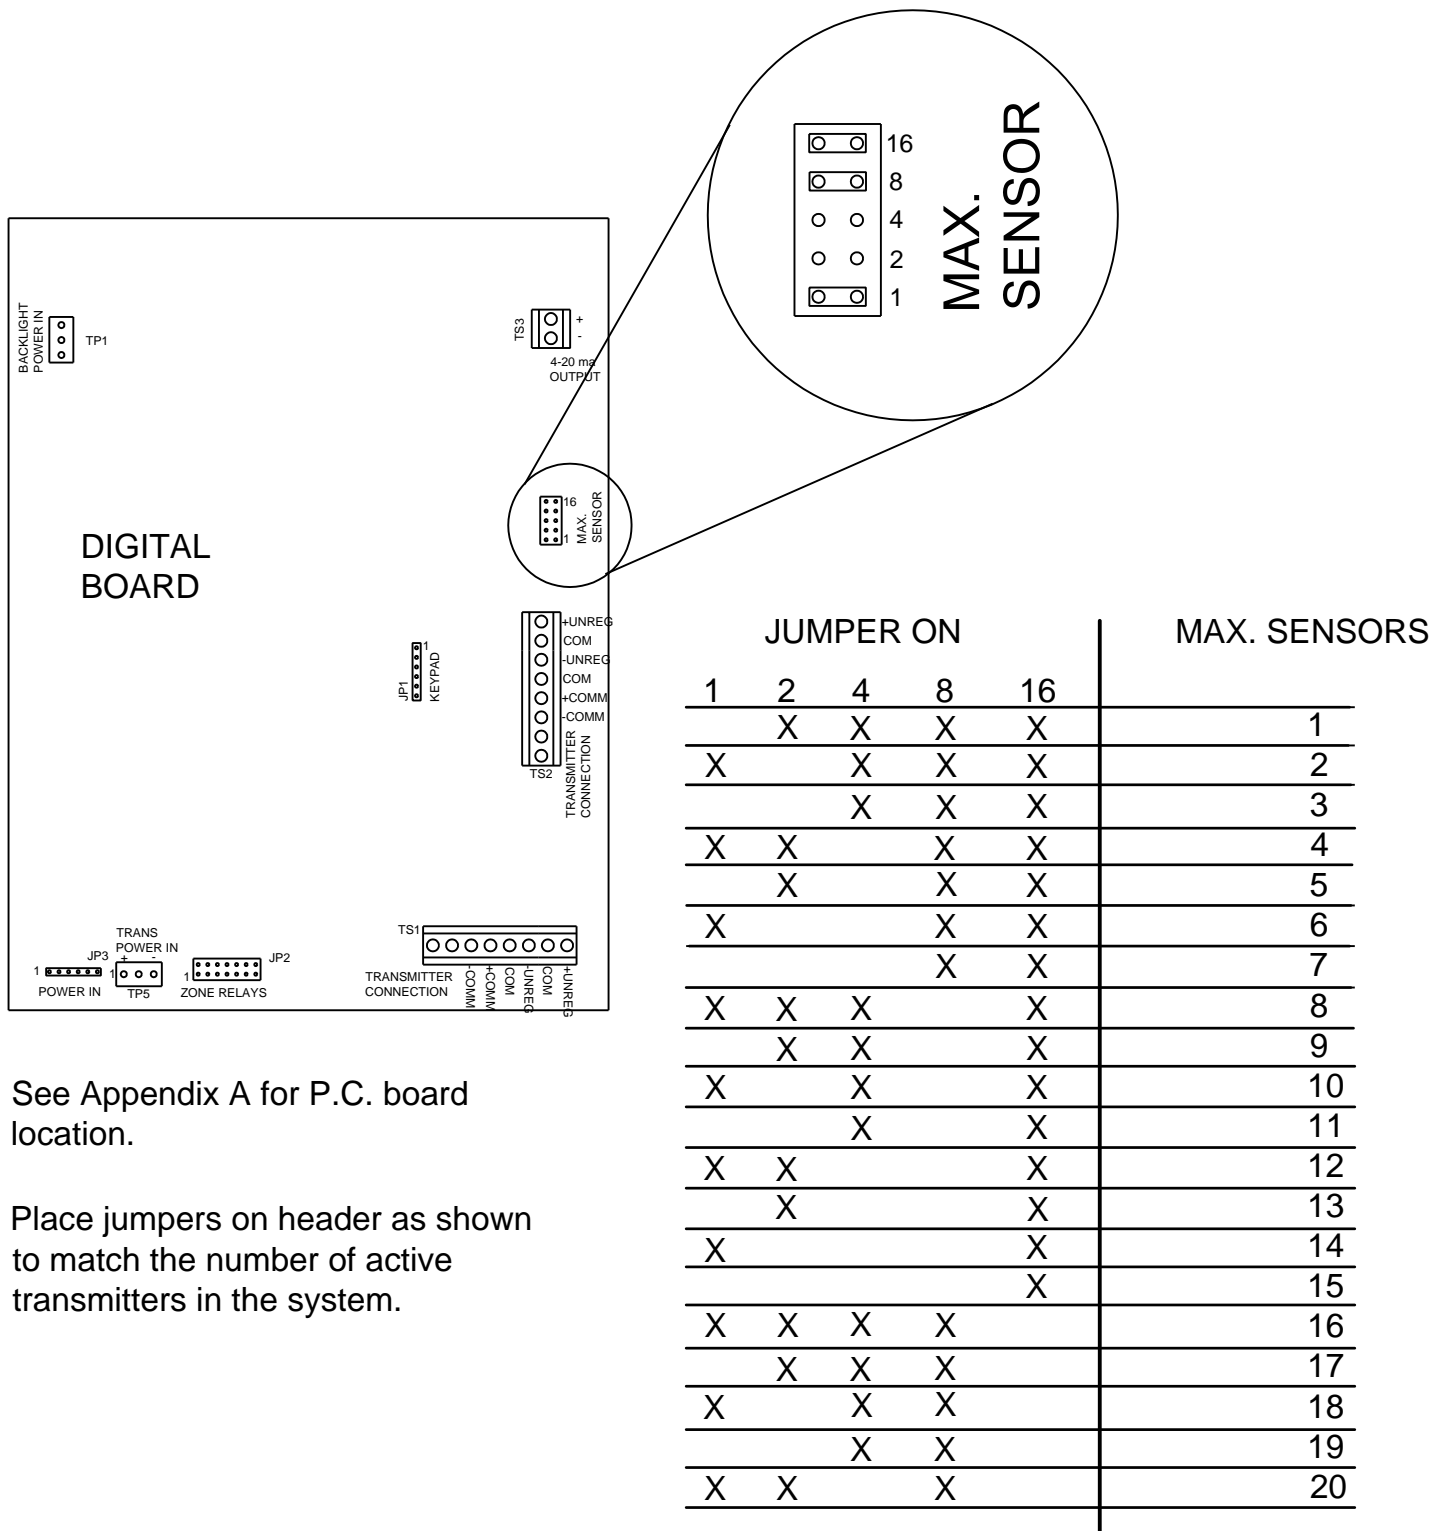 16
8
4
2
1
MAX.
SENSOR
BACKLIGHT
POWER IN
TP1
TS3
+
-
4-20 ma
OUTPUT
16
1
MAX.
SENSOR
DIGITAL
BOARD
1
JP1
KEYPAD
+UNREG
COM
-UNREG
COM
+COMM
-COMM
TS2
TRANSMITTER
CONNECTION
TRANS
POWER IN
+ -
JP3
1
POWER IN
1
TP5
JP2
1
ZONE RELAYS
TS1
TRANSMITTER
CONNECTION
-COMM
+COMM
COM
-UNREG
COM
+UNREG
See Appendix A for P.C. board
location.
Place jumpers on header as shown
to match the number of active
transmitters in the system.
JUMPER ON MAX. SENSORS
1 2 4 8 16
X X X X 1
X X X X 2
X X X 3
X X X X 4
X X X 5
X X X 6
X X 7
X X X X 8
X X X 9
X X X 10
X X 11
X X X 12
X X 13
X X 14
X 15
X X X X 16
X X X 17
X X X 18
X X 19
X X X 20